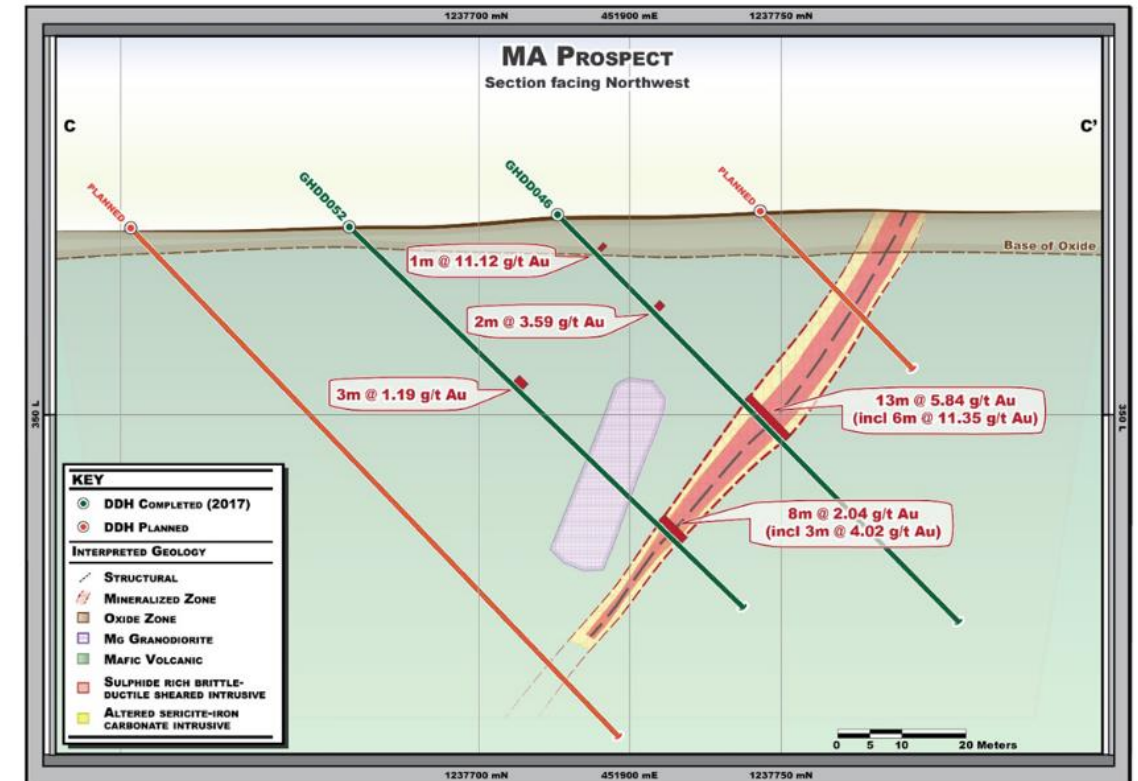 1237700 mN 451900 mE 1237750 mN
MA PROSPECT
Section facing Northwest
C C'
PLANNED
GHDD052
GHDD046
PLANNED
Base of Oxide
1m @ 11.12 g/t Au
2m @ 3.59 g/t Au
3m @ 1.19 g/t Au
13m @ 5.84 g/t Au
(incl 6m @ 11.35 g/t Au)
350 L 350 L
8m @ 2.04 g/t Au
(incl 3m @ 4.02 g/t Au)
KEY
DDH COMPLETED (2017)
DDH PLANNED
INTERPRETED GEOLOGY
STRUCTURAL
MINERALIZED ZONE
OXIDE ZONE
MG GRANODIORITE
MAFIC VOLCANIC
SULPHIDE RICH BRITTLE-
DUCTILE SHEARED INTRUSIVE
ALTERED SERICITE-IRON
CARBONATE INTRUSIVE
0 5 10 20 Meters
1237700 mN 451900 mE 1237750 mN